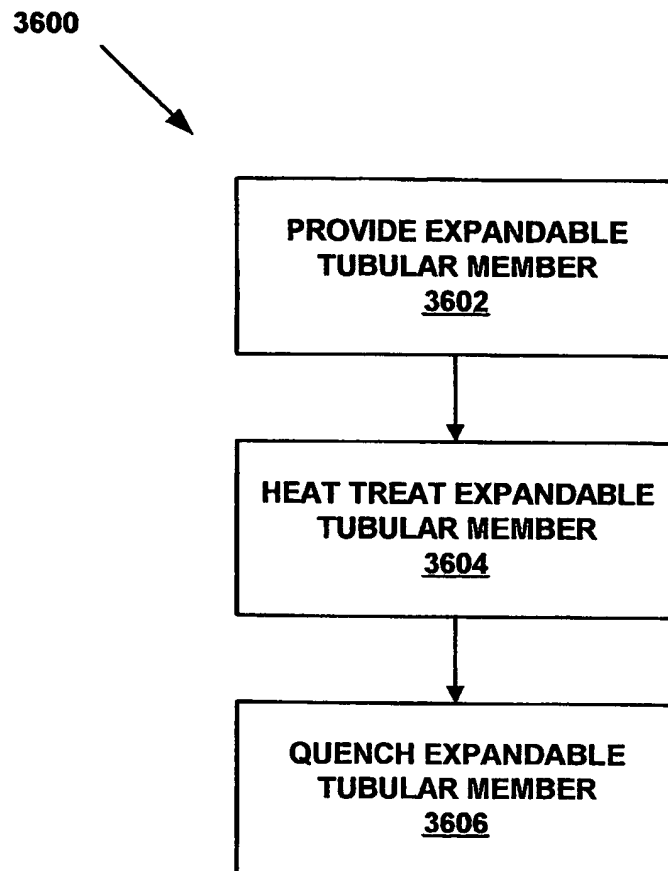 3600
PROVIDE EXPANDABLE
TUBULAR MEMBER
3602
HEAT TREAT EXPANDABLE
TUBULAR MEMBER
3604
QUENCH EXPANDABLE
TUBULAR MEMBER
3606